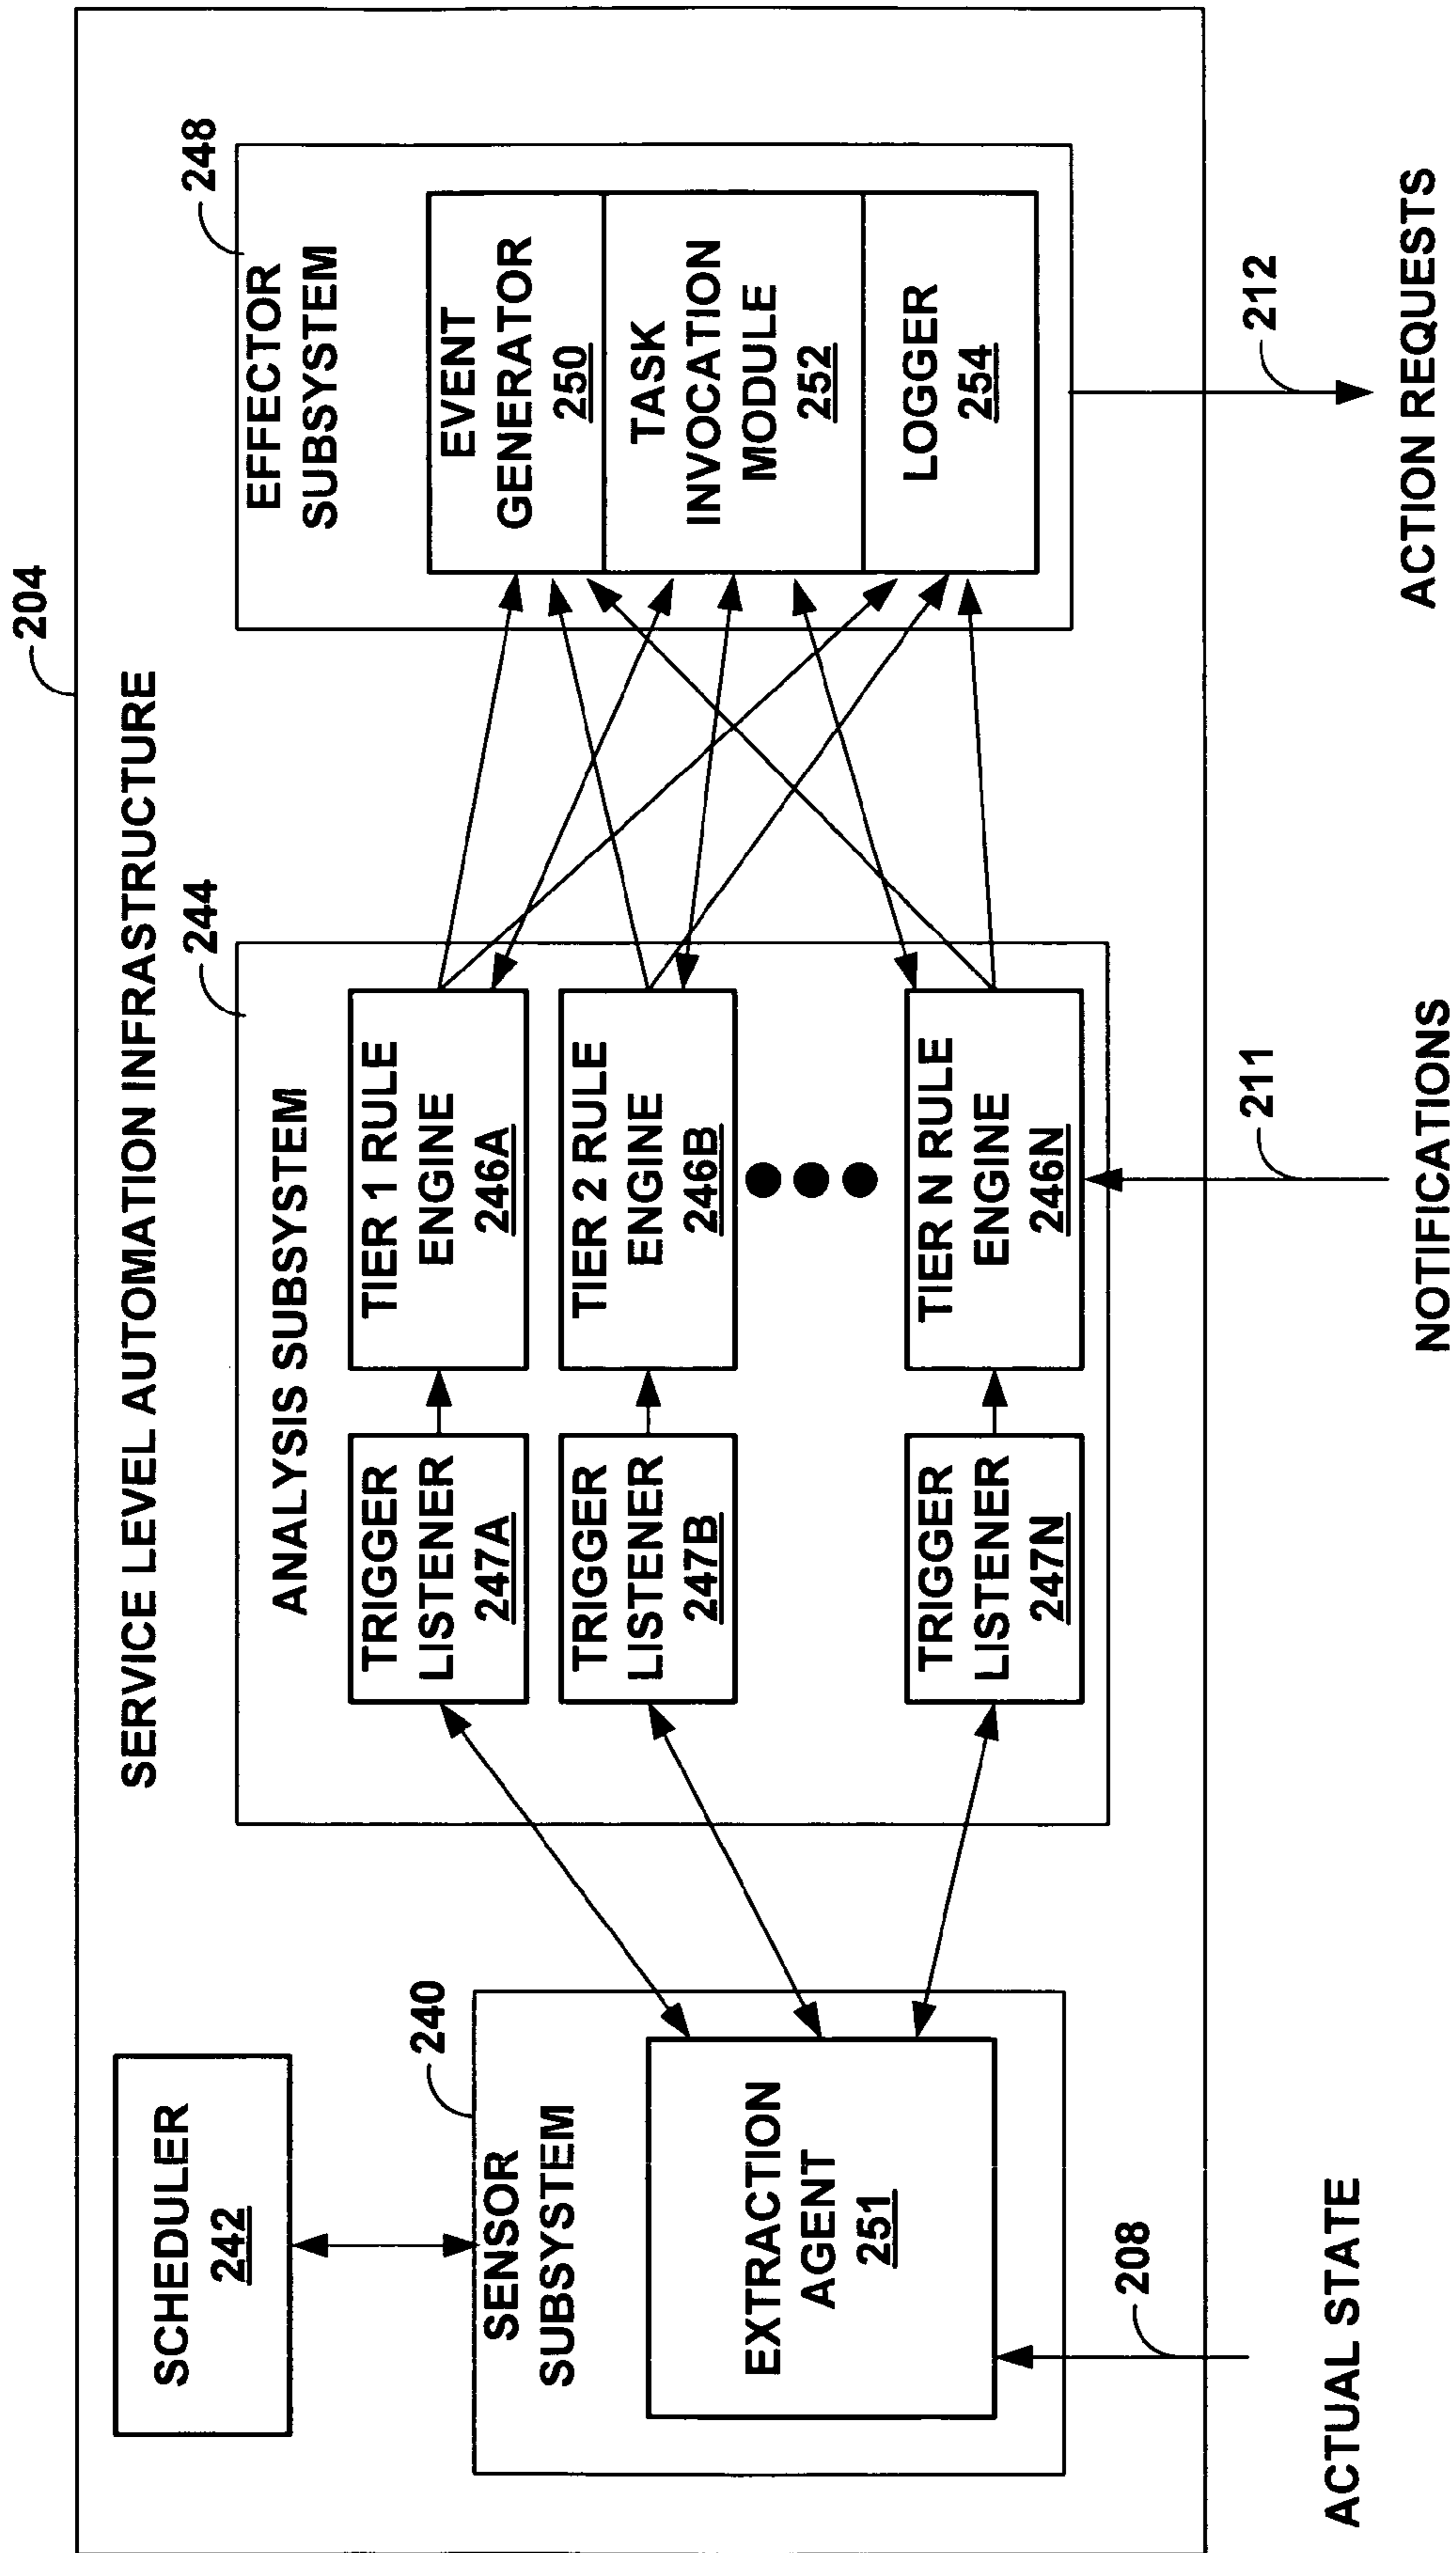 204
SERVICE LEVEL AUTOMATION INFRASTRUCTURE
SCHEDULER
242
240
SENSOR
SUBSYSTEM
EXTRACTION
AGENT
251
244
ANALYSIS SUBSYSTEM
TRIGGER
LISTENER
247A
TIER 1 RULE
ENGINE
246A
TRIGGER
LISTENER
247B
TIER 2 RULE
ENGINE
246B
TRIGGER
LISTENER
247N
TIER N RULE
ENGINE
246N
248
EFFECTOR
SUBSYSTEM
EVENT
GENERATOR
250
TASK
INVOCATION
MODULE
252
LOGGER
254
208
ACTUAL STATE
211
NOTIFICATIONS
212
ACTION REQUESTS